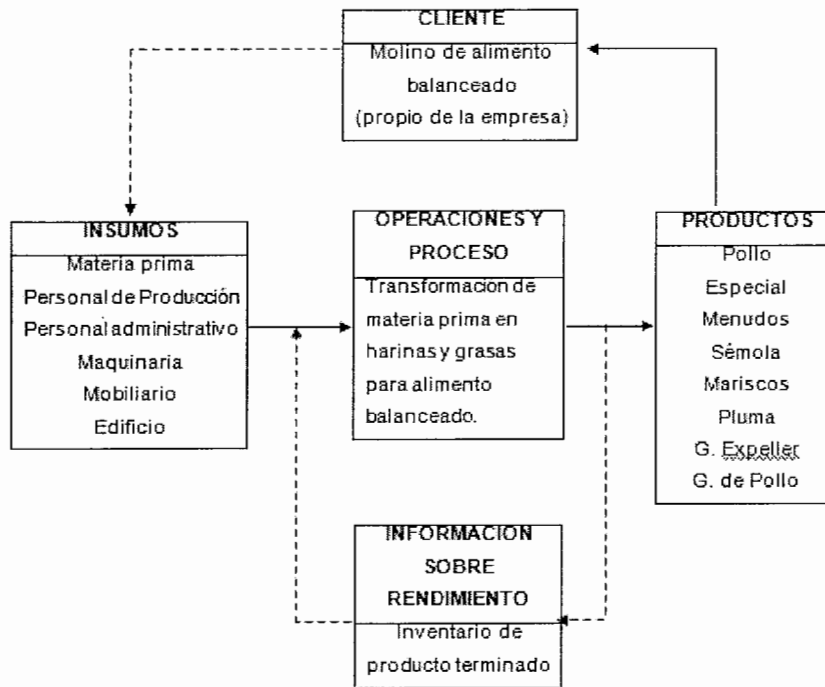 CLIENTE
Molino de alimento
balanceado
(propio de la empresa)
INSUMOS
Materia prima
Personal de Producción
Personal administrativo
Maquinaria
Mobiliario
Edificio
OPERACIONES Y
PROCESO
Transformación de
materia prima en
harinas y grasas
para alimento
balanceado.
PRODUCTOS
Pollo
Especial
Menudos
Sémola
Mariscos
Pluma
G. Expeller
G. de Pollo
INFORMACION
SOBRE
RENDIMIENTO
Inventario de
producto terminado